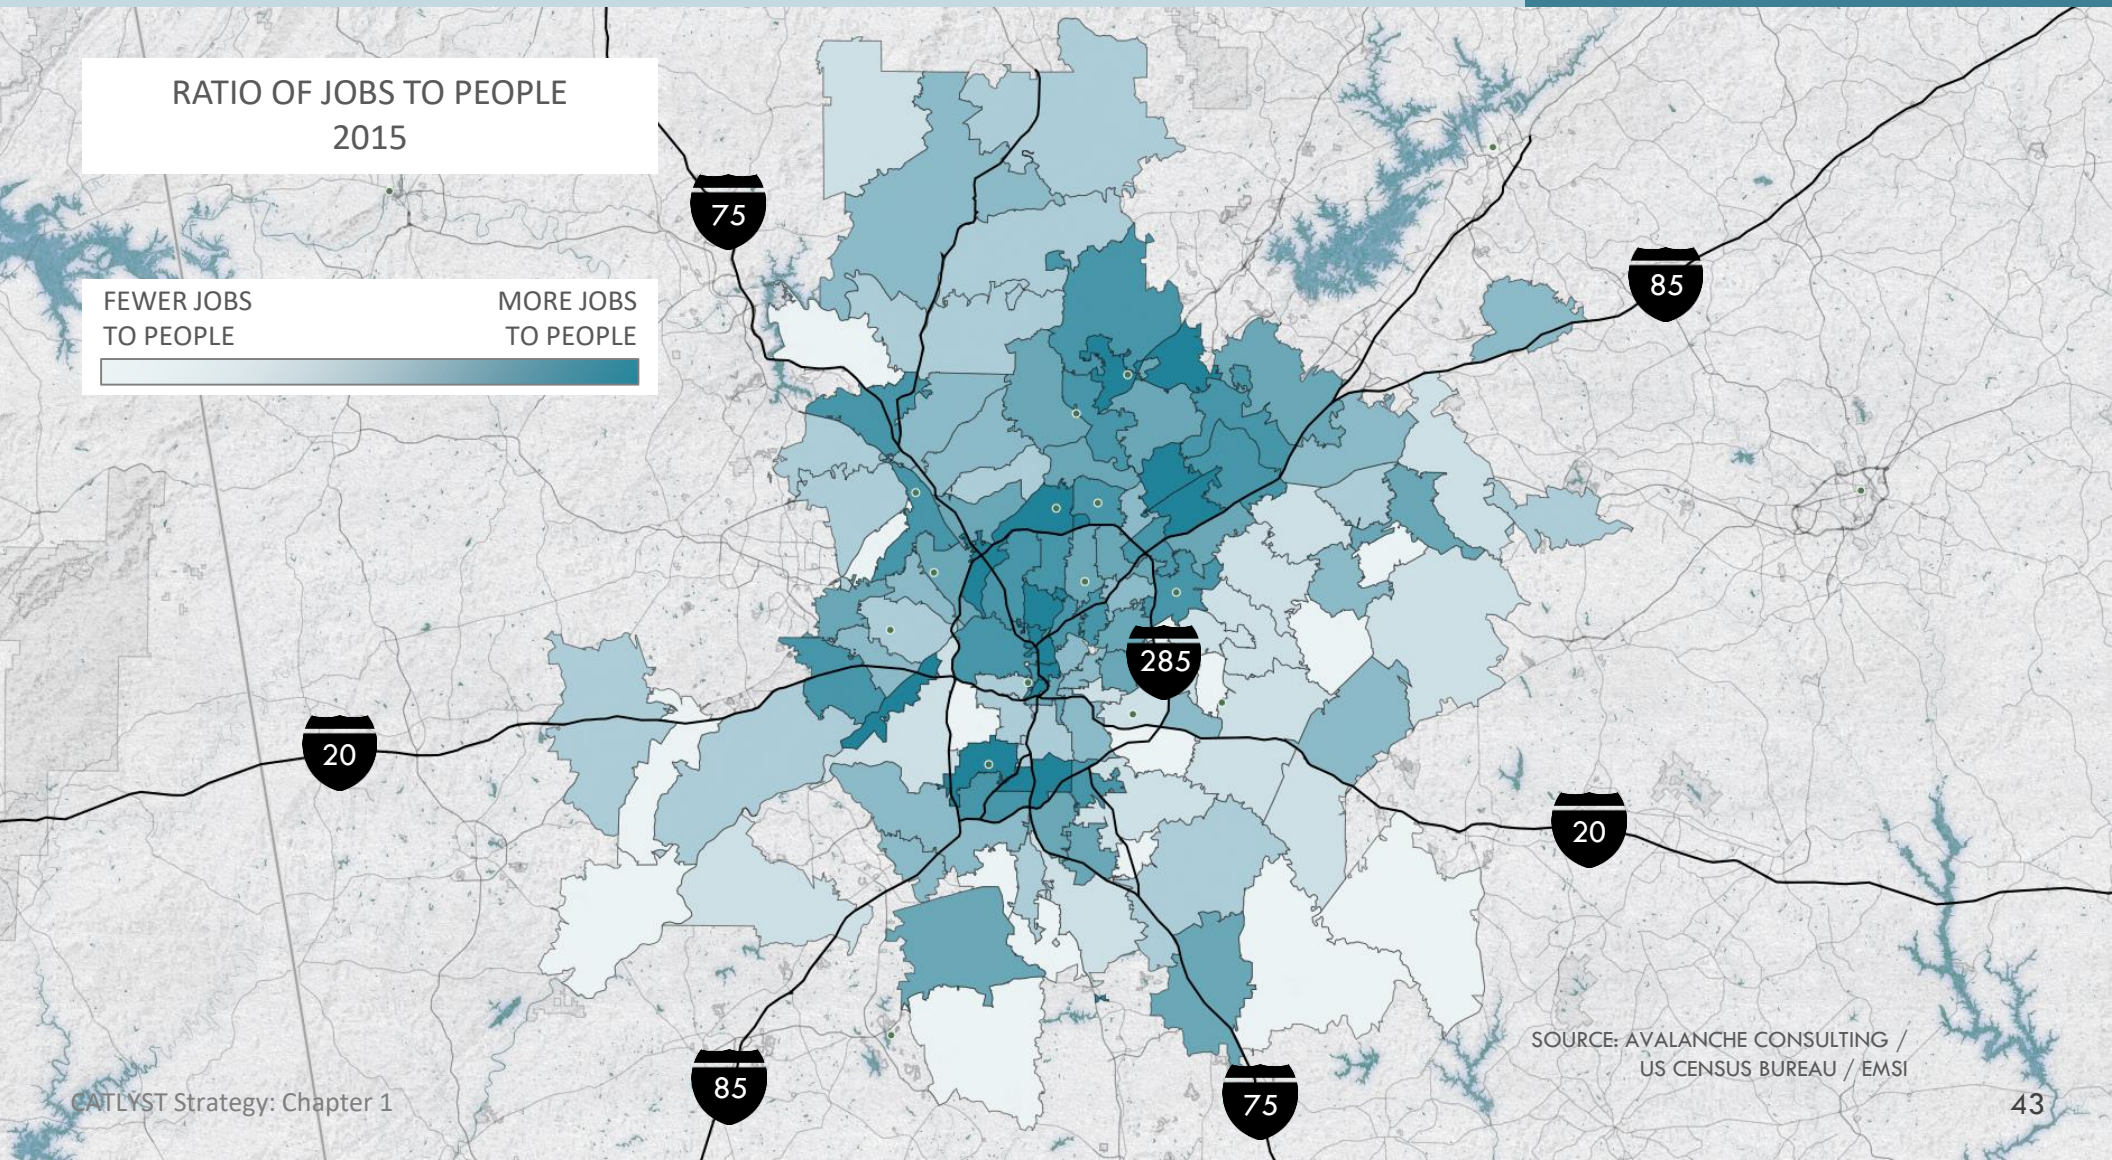 RATIO OF JOBS TO PEOPLE
2015
FEWER JOBS
TO PEOPLE
MORE JOBS
TO PEOPLE
75
85
285
20
20
85
75
SOURCE: AVALANCHE CONSULTING /
US CENSUS BUREAU / EMSI
CATLYST Strategy: Chapter 1
43